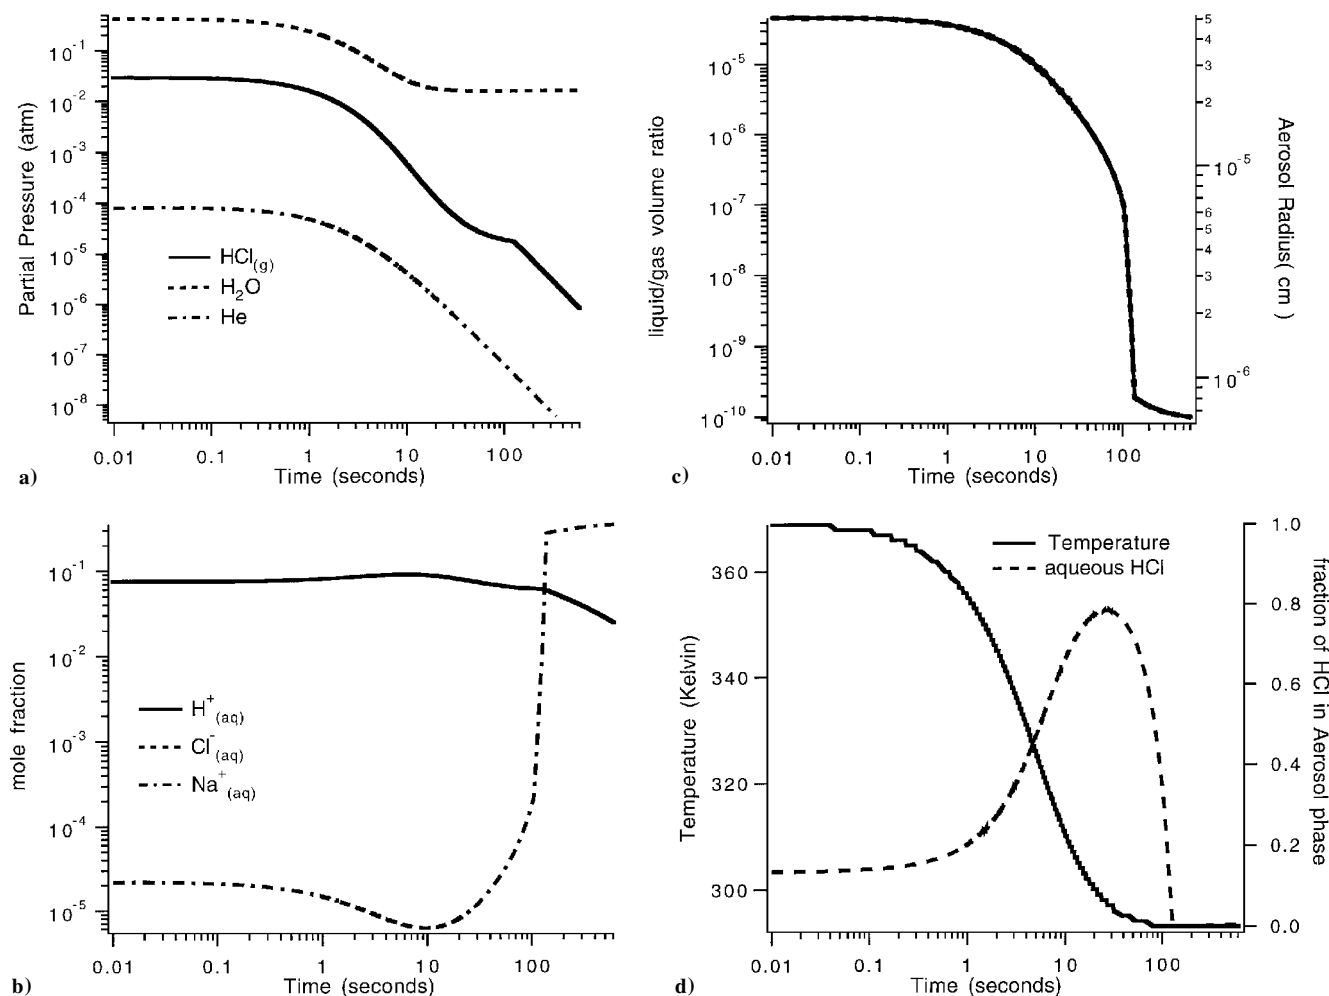 Partial Pressure (atm)
10-1
10-2
10-3
10-4
10-5
10-6
10-7
10-8
HCl(g)
H2O
He
0.01 0.1 1 10 100
Time (seconds)
a)
liquid/gas volume ratio
10-5
10-6
10-7
10-8
10-9
10-10
5
4
3
2
10-5
6
5
4
3
2
10-6
Aerosol Radius( cm )
0.01 0.1 1 10 100
Time (seconds)
c)
mole fraction
10-1
10-2
10-3
10-4
10-5
H+(aq)
Cl-(aq)
Na+(aq)
0.01 0.1 1 10 100
Time (seconds)
b)
Temperature (Kelvin)
360
340
320
300
Temperature
aqueous HCl
1.0
0.8
0.6
0.4
0.2
0.0
fraction of HCl in Aerosol phase
0.01 0.1 1 10 100
Time (seconds)
d)